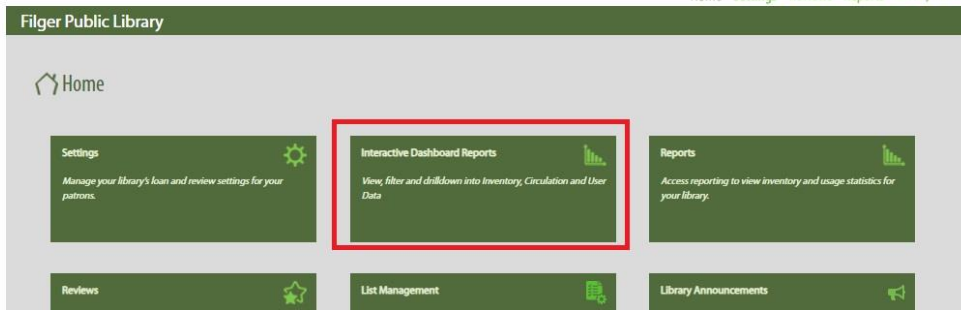 Filger Public Library
Home
Settings
Manage your library's loan and review settings for your
patrons.
Interactive Dashboard Reports
View, filter and drilldown into Inventory, Circulation and User
Data
Reports
Access reporting to view inventory and usage statistics for
your library.
Reviews
List Management
Library Announcements